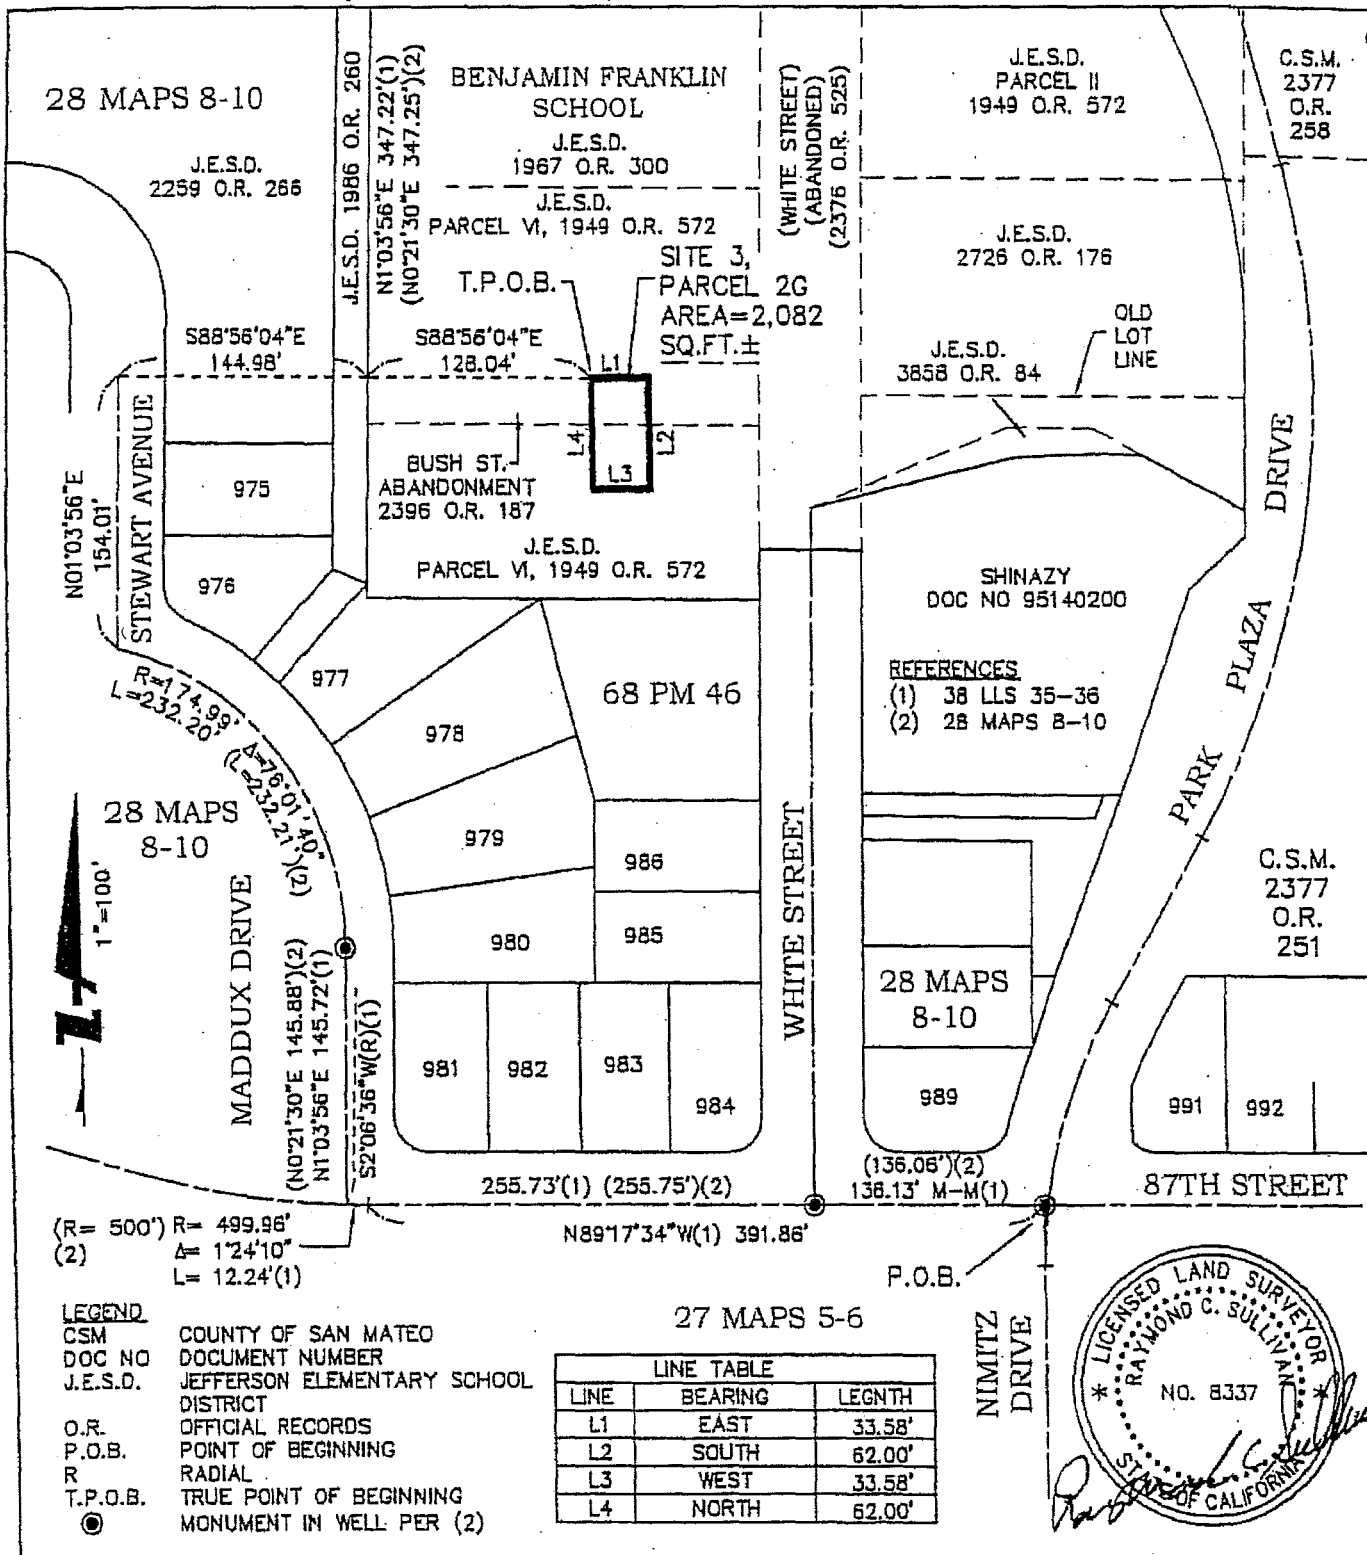 28 MAPS 8-10
J.E.S.D.
2259 O.R. 266
J.E.S.D. 1986 O.R. 260
N1°03'56"E 347.22'(1)
(N0°21'30"E 347.25')(2)
BENJAMIN FRANKLIN
SCHOOL
J.E.S.D.
1967 O.R. 300
J.E.S.D.
PARCEL VI, 1949 O.R. 572
(WHITE STREET)
(ABANDONED)
(2376 O.R. 525)
J.E.S.D.
PARCEL II
1949 O.R. 572
C.S.M.
2377
O.R.
258
J.E.S.D.
2726 O.R. 176
T.P.O.B.
SITE 3,
PARCEL 2G
AREA=2,082
SQ.FT.±
OLD
LOT
LINE
S88°56'04"E
144.98'
S88°56'04"E
128.04'
L1
L2
L3
L4
J.E.S.D.
3858 O.R. 84
N01°03'56"E
154.01'
STEWART AVENUE
975
976
BUSH ST.
ABANDONMENT
2396 O.R. 187
J.E.S.D.
PARCEL VI, 1949 O.R. 572
SHINAZY
DOC NO 95140200
REFERENCES
(1) 38 LLS 35-36
(2) 28 MAPS 8-10
PARK PLAZA DRIVE
R=174.99'
L=232.20'
Δ=76°01'40"
(L=232.21')(2)
977
978
979
980
68 PM 46
986
985
981
982
983
984
28 MAPS
8-10
1"=100'
MADDUX DRIVE
(N0°21'30"E 145.88')(2)
N1°03'56"E 145.72'(1)
S2°06'36"W(R)(1)
WHITE STREET
28 MAPS
8-10
989
C.S.M.
2377
O.R.
251
991
992
255.73'(1) (255.75')(2)
(136.06')(2)
136.13' M-M(1)
87TH STREET
N89°17'34"W(1) 391.86'
(R= 500') R= 499.96'
(2)
Δ= 1°24'10"
L= 12.24'(1)
P.O.B.
NIMITZ
DRIVE
27 MAPS 5-6
LEGEND
CSM COUNTY OF SAN MATEO
DOC NO DOCUMENT NUMBER
J.E.S.D. JEFFERSON ELEMENTARY SCHOOL
DISTRICT
O.R. OFFICIAL RECORDS
P.O.B. POINT OF BEGINNING
R RADIAL
T.P.O.B. TRUE POINT OF BEGINNING
MONUMENT IN WELL PER (2)
LINE TABLE
LINE BEARING LEGNTH
L1 EAST 33.58'
L2 SOUTH 62.00'
L3 WEST 33.58'
L4 NORTH 62.00'
LICENSED LAND SURVEYOR
RAYMOND C. SULLIVAN
NO. 8337
STATE OF CALIFORNIA